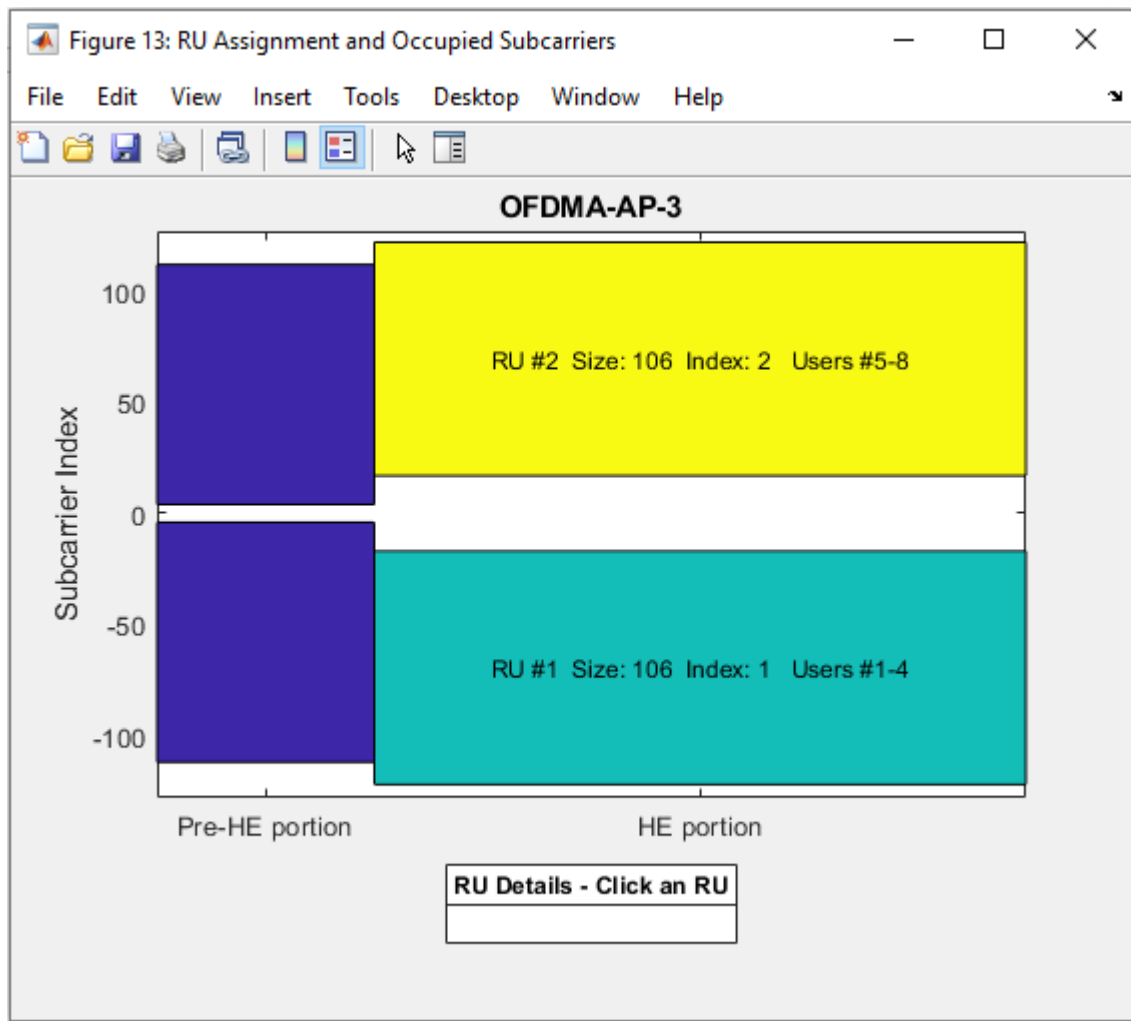 Figure 13: RU Assignment and Occupied Subcarriers
File Edit View Insert Tools Desktop Window Help
OFDMA-AP-3
Subcarrier Index
100
50
0
-50
-100
RU #2 Size: 106 Index: 2 Users #5-8
RU #1 Size: 106 Index: 1 Users #1-4
Pre-HE portion
HE portion
RU Details - Click an RU